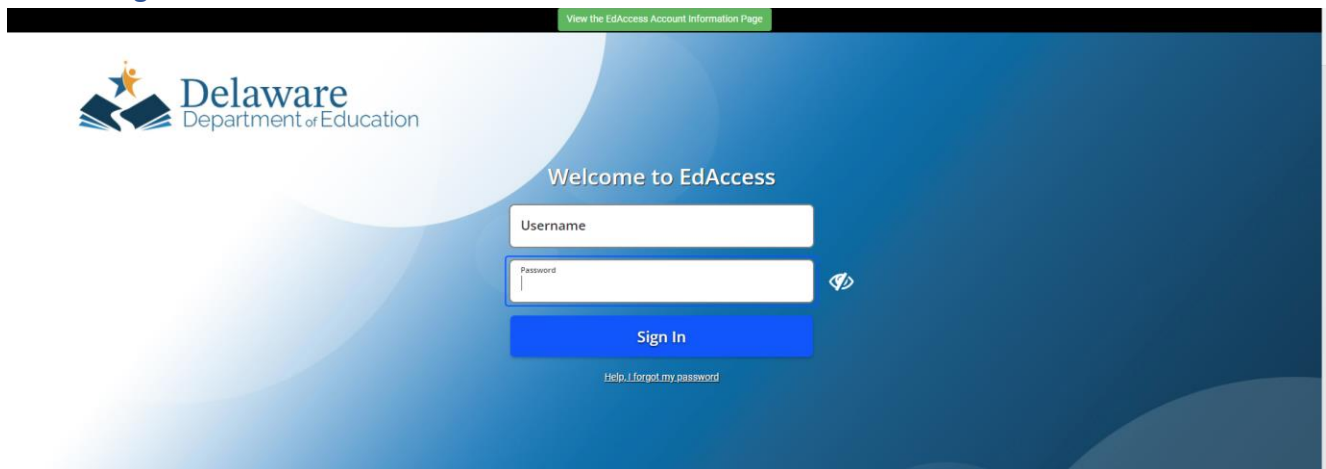 View the EdAccess Account Information Page
Delaware
Department of Education
Welcome to EdAccess
Username
Password
Sign In
Help, I forgot my password